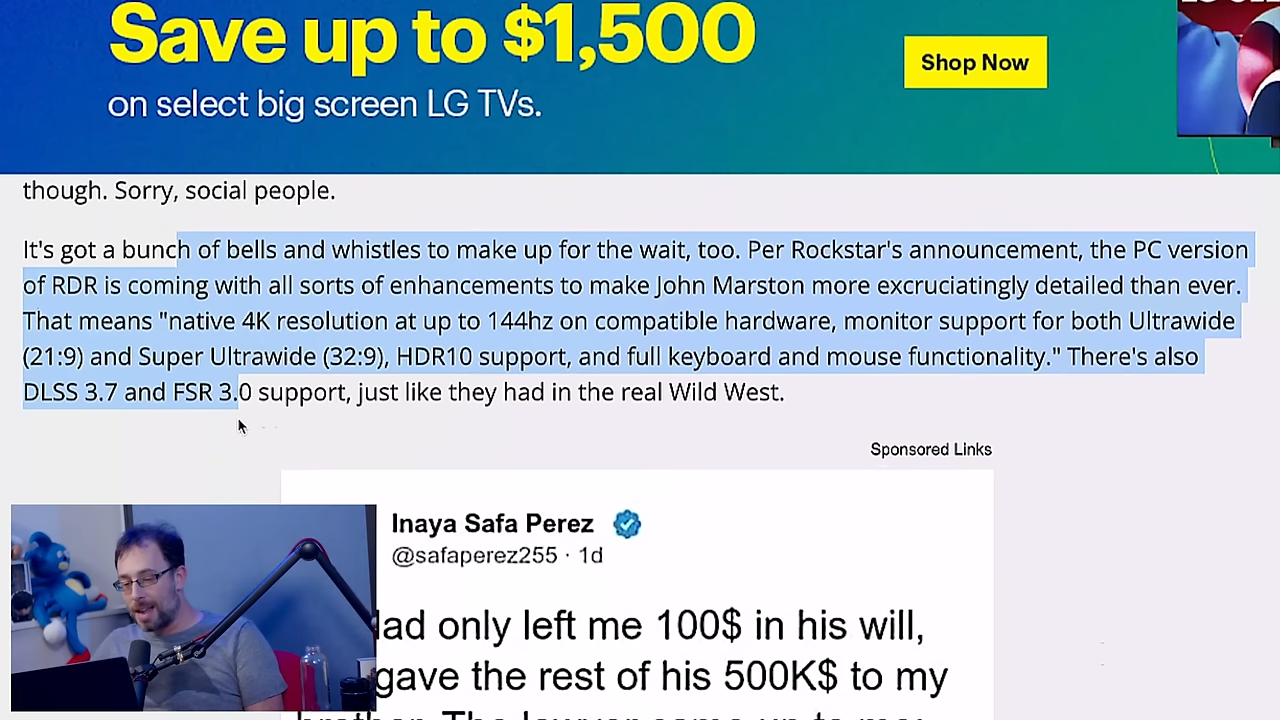 Save up to $1,500
on select big screen LG TVs.
Shop Now
though. Sorry, social people.
It's got a bunch of bells and whistles to make up for the wait, too. Per Rockstar's announcement, the PC version
of RDR is coming with all sorts of enhancements to make John Marston more excruciatingly detailed than ever.
That means "native 4K resolution at up to 144hz on compatible hardware, monitor support for both Ultrawide
(21:9) and Super Ultrawide (32:9), HDR10 support, and full keyboard and mouse functionality." There's also
DLSS 3.7 and FSR 3.0 support, just like they had in the real Wild West.
Sponsored Links
Inaya Safa Perez
@safaperez255 · 1d
only left me 100$ in his will,
gave the rest of his 500K$ to my